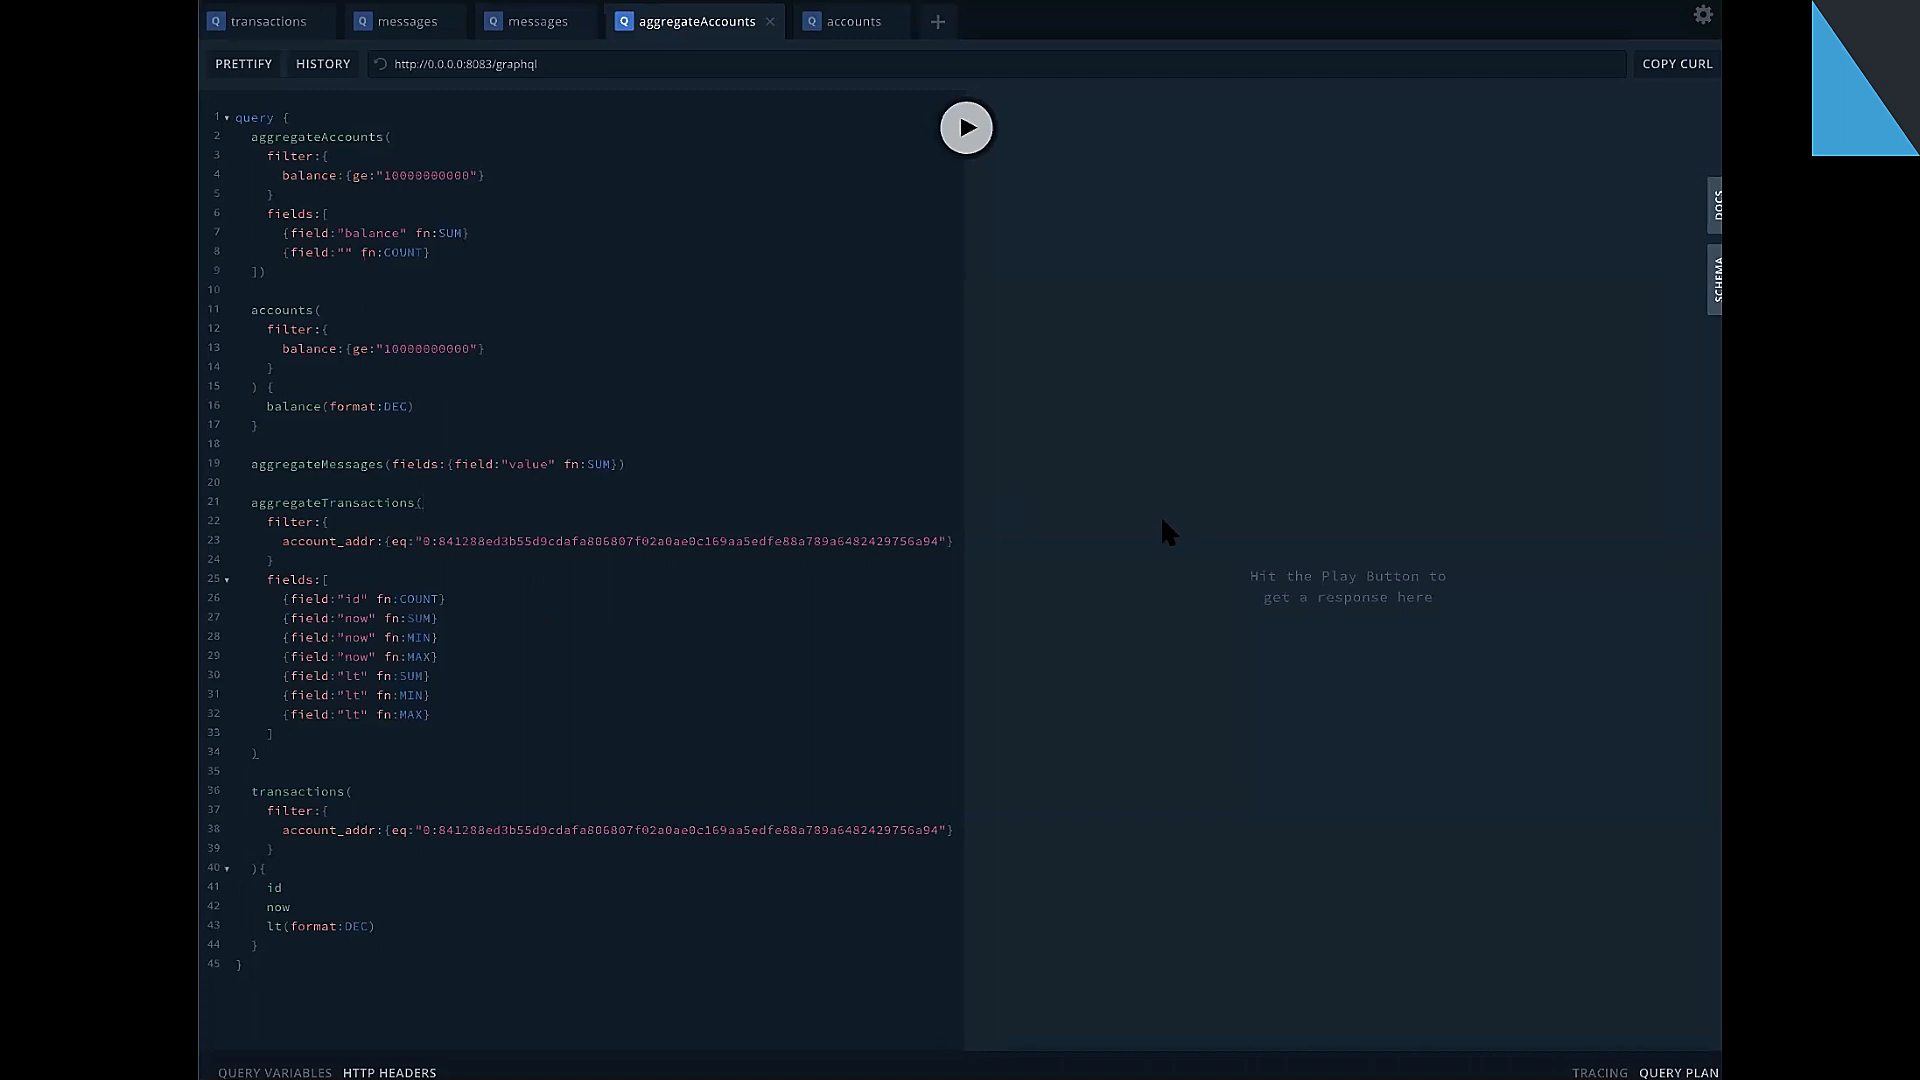 transactions
messages
messages
aggregateAccounts
accounts
PRETTIFY
HISTORY
http://0.0.0.0:8083/graphql
COPY CURL
1 query {
2 aggregateAccounts(
3 filter:{
4 balance:{ge:"10000000000"}
5 }
6 fields:[
7 {field:"balance" fn:SUM}
8 {field:"" fn:COUNT}
9 ])
10
11 accounts(
12 filter:{
13 balance:{ge:"10000000000"}
14 }
15 ) {
16 balance(format:DEC)
17 }
18
19 aggregateMessages(fields:{field:"value" fn:SUM})
20
21 aggregateTransactions(
22 filter:{
23 account_addr:{eq:"0:841288ed3b55d9cdafa806807f02a0ae0c169aa5edfe88a789a6482429756a94"}
24 }
25 fields:[
26 {field:"id" fn:COUNT}
27 {field:"now" fn:SUM}
28 {field:"now" fn:MIN}
29 {field:"now" fn:MAX}
30 {field:"lt" fn:SUM}
31 {field:"lt" fn:MIN}
32 {field:"lt" fn:MAX}
33 ]
34 )
35
36 transactions(
37 filter:{
38 account_addr:{eq:"0:841288ed3b55d9cdafa806807f02a0ae0c169aa5edfe88a789a6482429756a94"}
39 }
40 ){
41 id
42 now
43 lt(format:DEC)
44 }
45 }
Hit the Play Button to
get a response here
DOCS
SCHEMA
QUERY VARIABLES
HTTP HEADERS
TRACING
QUERY PLAN